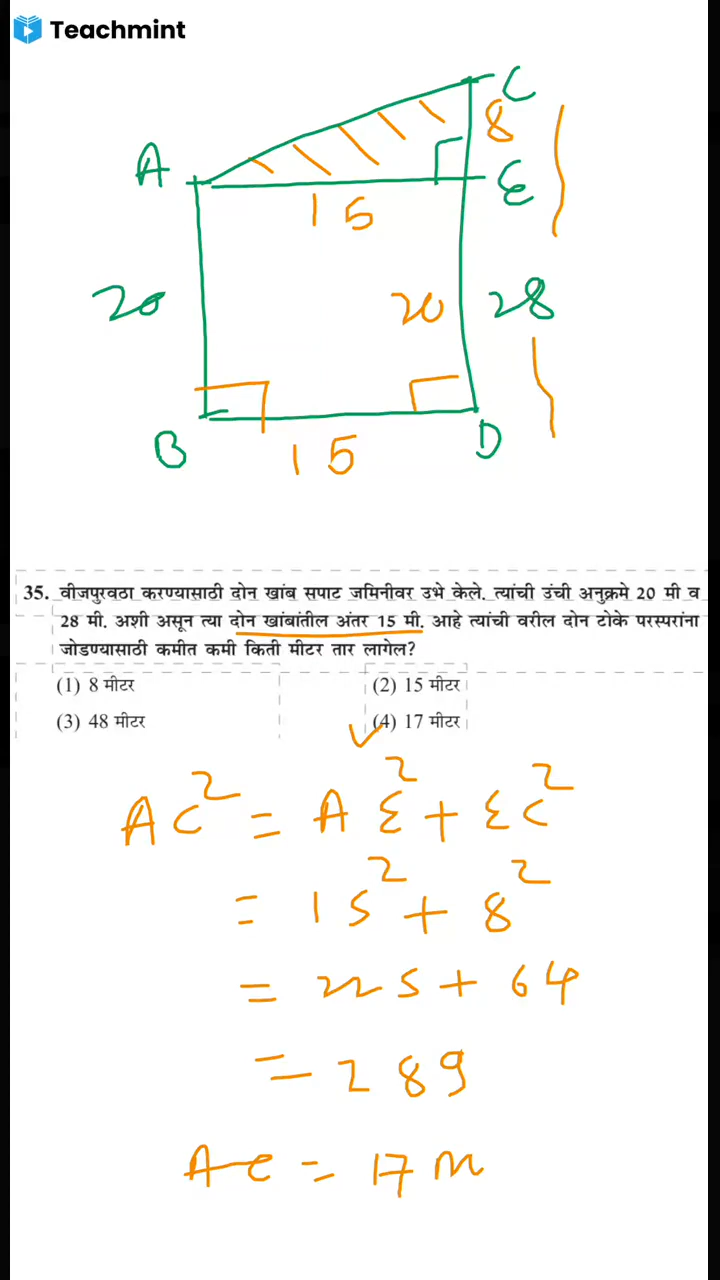 Teachmint
C
8
A
E
15
20
20
28
B
15
D
35. वीजपुरवठा करण्यासाठी दोन खांब सपाट जमिनीवर उभे केले. त्यांची उंची अनुक्रमे 20 मी व
28 मी. अशी असून त्या दोन खांबांतील अंतर 15 मी. आहे त्यांची वरील दोन टोके परस्परांना
जोडण्यासाठी कमीत कमी किती मीटर तार लागेल?
(1) 8 मीटर (2) 15 मीटर
(3) 48 मीटर (4) 17 मीटर
AC² = AE² + EC²
= 15² + 8²
= 225 + 64
= 289
AC = 17 m